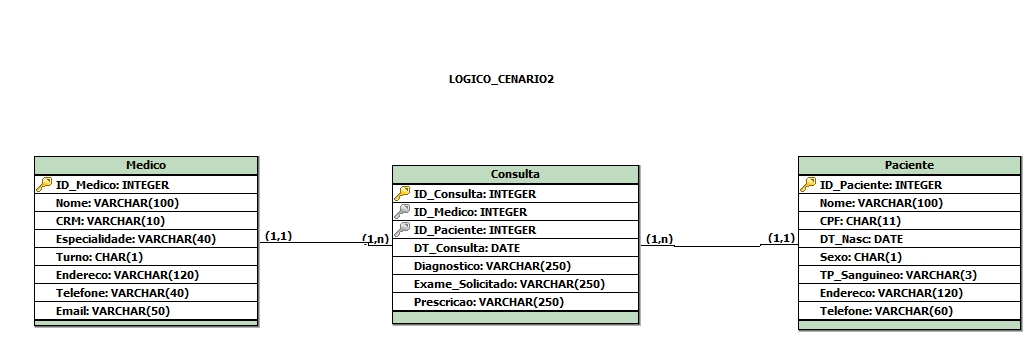 LOGICO_CENARIO2
Medico
ID_Medico: INTEGER
Nome: VARCHAR(100)
CRM: VARCHAR(10)
Especialidade: VARCHAR(40)
Turno: CHAR(1)
Endereco: VARCHAR(120)
Telefone: VARCHAR(40)
Email: VARCHAR(50)
(1,1)
(1,n)
Consulta
ID_Consulta: INTEGER
ID_Medico: INTEGER
ID_Paciente: INTEGER
DT_Consulta: DATE
Diagnostico: VARCHAR(250)
Exame_Solicitado: VARCHAR(250)
Prescricao: VARCHAR(250)
(1,n)
(1,1)
Paciente
ID_Paciente: INTEGER
Nome: VARCHAR(100)
CPF: CHAR(11)
DT_Nasc: DATE
Sexo: CHAR(1)
TP_Sanguineo: VARCHAR(3)
Endereco: VARCHAR(120)
Telefone: VARCHAR(60)